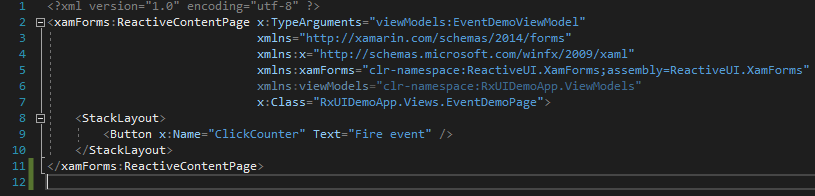 1 <?xml version="1.0" encoding="utf-8" ?>
2 <xamForms:ReactiveContentPage x:TypeArguments="viewModels:EventDemoViewModel"
3 xmlns="http://xamarin.com/schemas/2014/forms"
4 xmlns:x="http://schemas.microsoft.com/winfx/2009/xaml"
5 xmlns:xamForms="clr-namespace:ReactiveUI.XamForms;assembly=ReactiveUI.XamForms"
6 xmlns:viewModels="clr-namespace:RxUIDemoApp.ViewModels"
7 x:Class="RxUIDemoApp.Views.EventDemoPage">
8 <StackLayout>
9 <Button x:Name="ClickCounter" Text="Fire event" />
10 </StackLayout>
11 </xamForms:ReactiveContentPage>
12